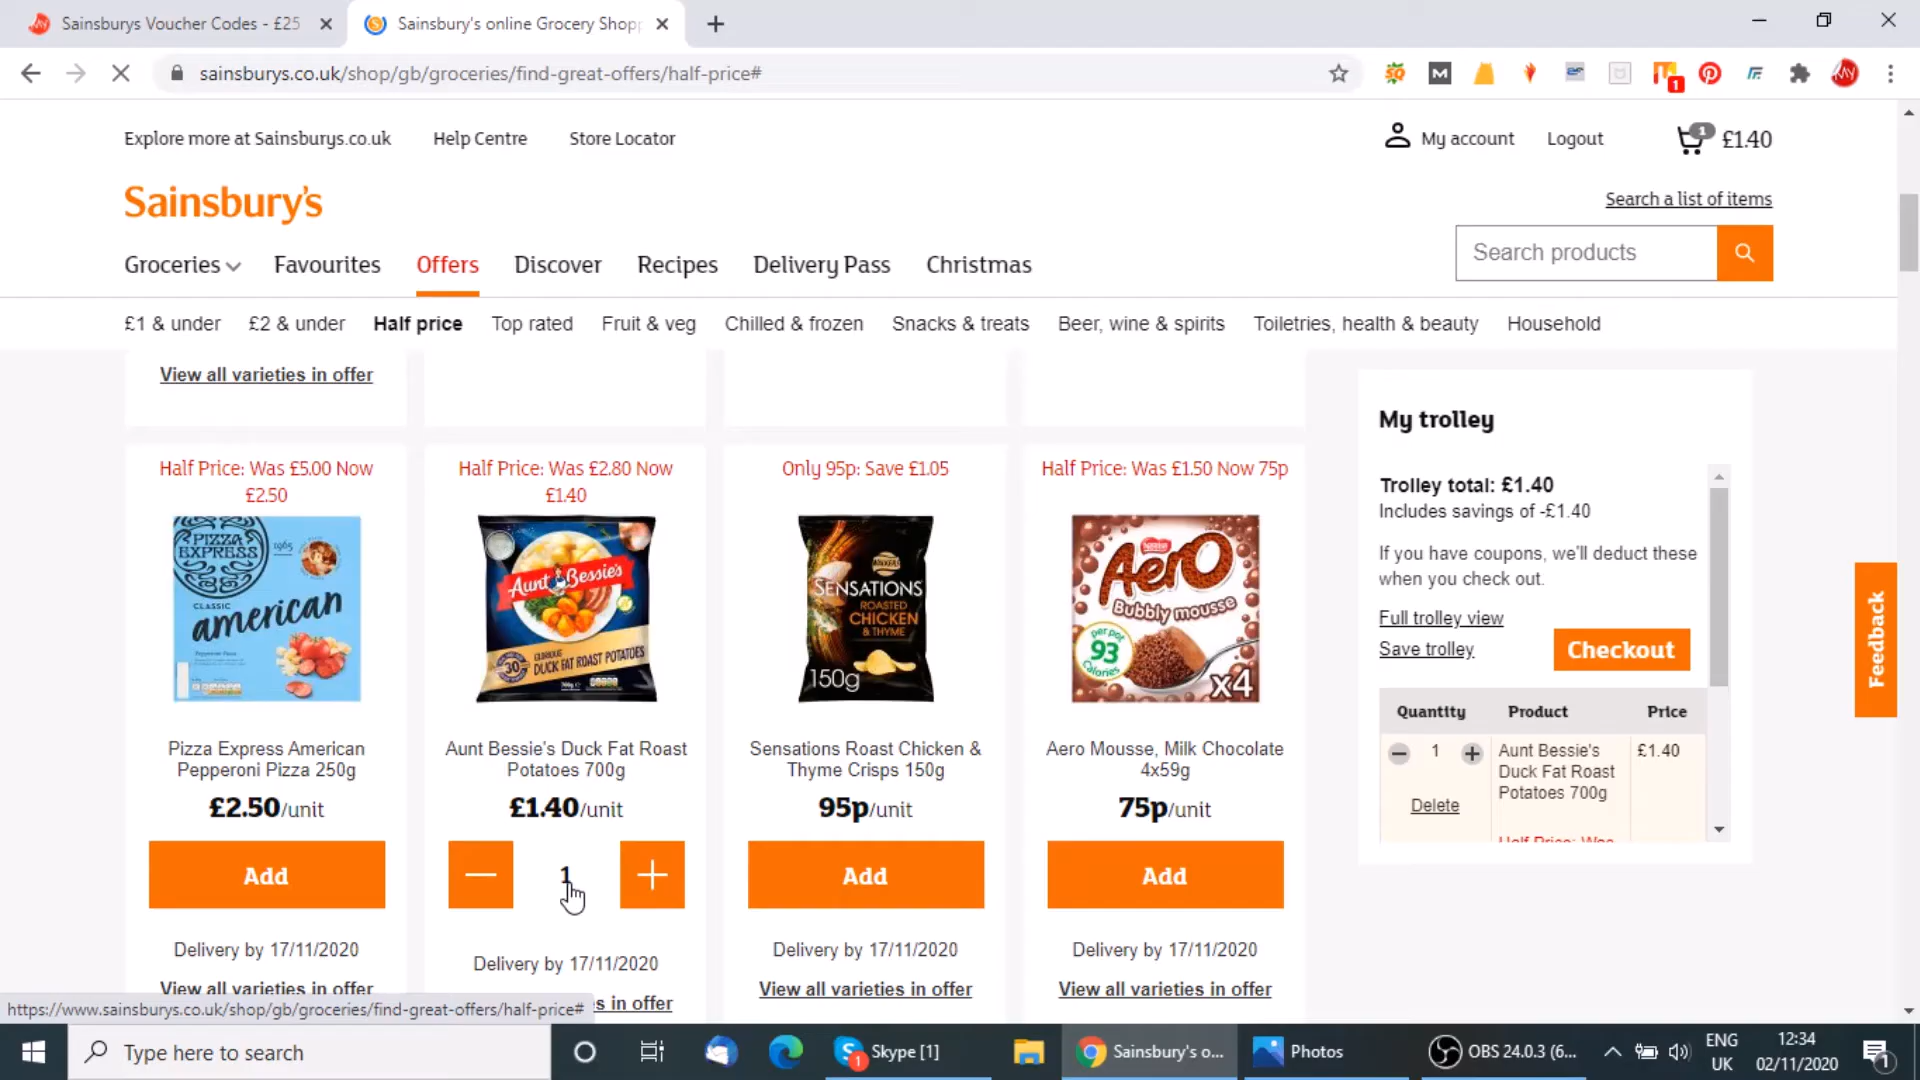 Sainsburys Voucher Codes - £25
Sainsbury's online Grocery Shopp
sainsburys.co.uk/shop/gb/groceries/find-great-offers/half-price#
Explore more at Sainsburys.co.uk
Help Centre
Store Locator
My account
Logout
1
£1.40
Sainsbury's
Search a list of items
Groceries
Favourites
Offers
Discover
Recipes
Delivery Pass
Christmas
Search products
£1 & under
£2 & under
Half price
Top rated
Fruit & veg
Chilled & frozen
Snacks & treats
Beer, wine & spirits
Toiletries, health & beauty
Household
View all varieties in offer
Half Price: Was £5.00 Now
£2.50
PIZZA
EXPRESS
1965
CLASSIC
american
Pizza Express American
Pepperoni Pizza 250g
£2.50/unit
Add
Delivery by 17/11/2020
View all varieties in offer
Half Price: Was £2.80 Now
£1.40
Aunt Bessie's
30
DUCK FAT ROAST POTATOES
Aunt Bessie's Duck Fat Roast
Potatoes 700g
£1.40/unit
1
Delivery by 17/11/2020
s in offer
Only 95p: Save £1.05
SENSATIONS
ROASTED
CHICKEN
& THYME
150g
Sensations Roast Chicken &
Thyme Crisps 150g
95p/unit
Add
Delivery by 17/11/2020
View all varieties in offer
Half Price: Was £1.50 Now 75p
Aero
Bubbly mousse
per pot
93
Calories
x4
Aero Mousse, Milk Chocolate
4x59g
75p/unit
Add
Delivery by 17/11/2020
View all varieties in offer
My trolley
Trolley total: £1.40
Includes savings of -£1.40
If you have coupons, we'll deduct these
when you check out.
Full trolley view
Save trolley
Checkout
Quantity
Product
Price
1
Delete
Aunt Bessie's
Duck Fat Roast
Potatoes 700g
£1.40
Half Price: Was
Feedback
https://www.sainsburys.co.uk/shop/gb/groceries/find-great-offers/half-price#
Type here to search
Skype [1]
Sainsbury's o...
Photos
OBS 24.0.3 (6...
ENG
UK
12:34
02/11/2020
1